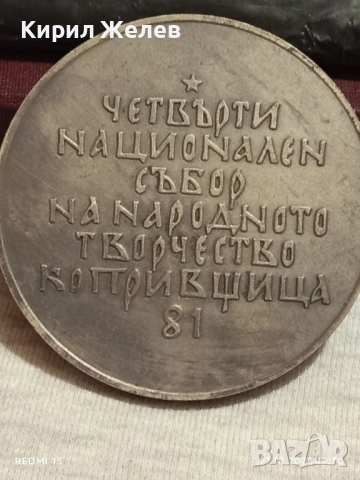 Кирил Желев
ЧЕТВЪРТИ
НАЦИОНАЛЕН
СЪБОР
НА НАРОДНОТО
ТВОРЧЕСТВО
КОПРИВЩИЦА
81
REDMI 13